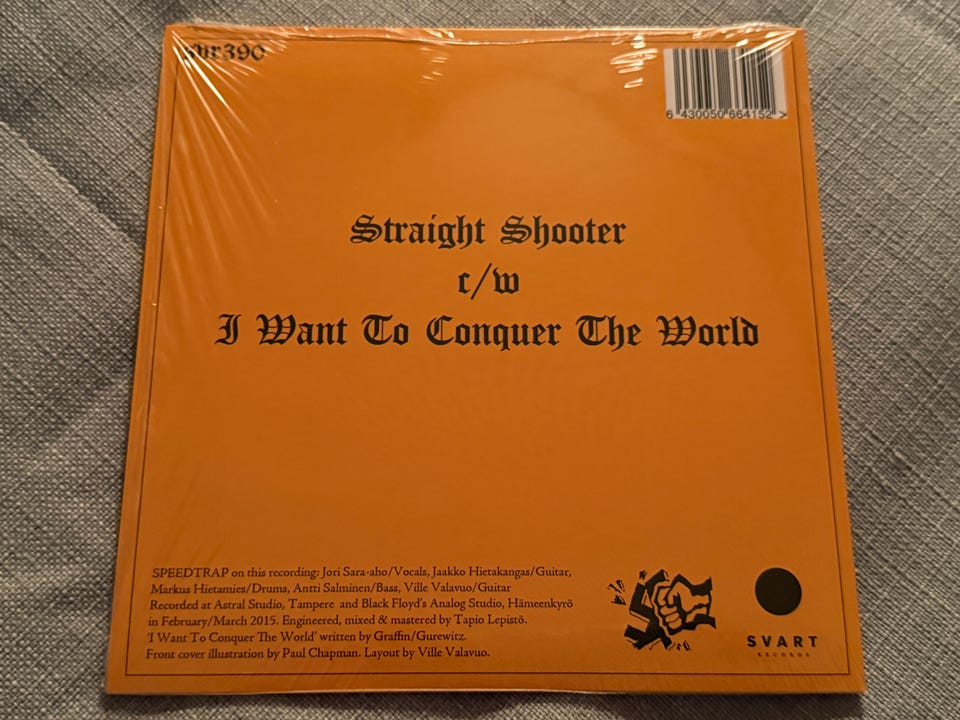 svr390
6 430050 664152 >
Straight Shooter
c/w
I Want To Conquer The World
SPEEDTRAP on this recording: Jori Sara-aho/Vocals, Jaakko Hietakangas/Guitar,
Markus Hietamies/Drums, Antti Salminen/Bass, Ville Valavuo/Guitar
Recorded at Astral Studio, Tampere and Black Floyd's Analog Studio, Hämeenkyrö
in February/March 2015. Engineered, mixed & mastered by Tapio Lepistö.
'I Want To Conquer The World' written by Graffin/Gurewitz.
Front cover illustration by Paul Chapman. Layout by Ville Valavuo.
SVART
RECORDS